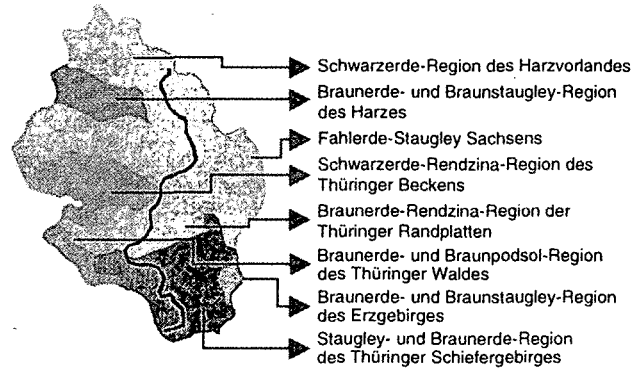 Schwarzerde-Region des Harzvorlandes
Braunerde- und Braunstaugley-Region
des Harzes
Fahlerde-Staugley Sachsens
Schwarzerde-Rendzina-Region des
Thüringer Beckens
Braunerde-Rendzina-Region der
Thüringer Randplatten
Braunerde- und Braunpodsol-Region
des Thüringer Waldes
Braunerde- und Braunstaugley-Region
des Erzgebirges
Staugley- und Braunerde-Region
des Thüringer Schiefergebirges